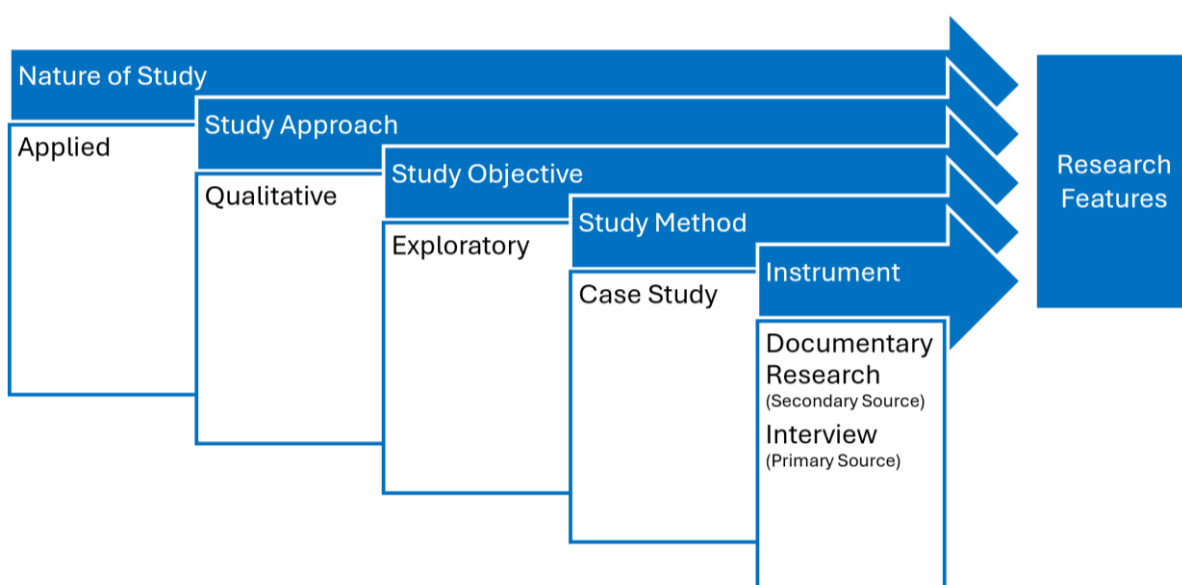 Nature of Study
Applied
Study Approach
Qualitative
Study Objective
Exploratory
Study Method
Case Study
Instrument
Documentary
Research
(Secondary Source)
Interview
(Primary Source)
Research
Features